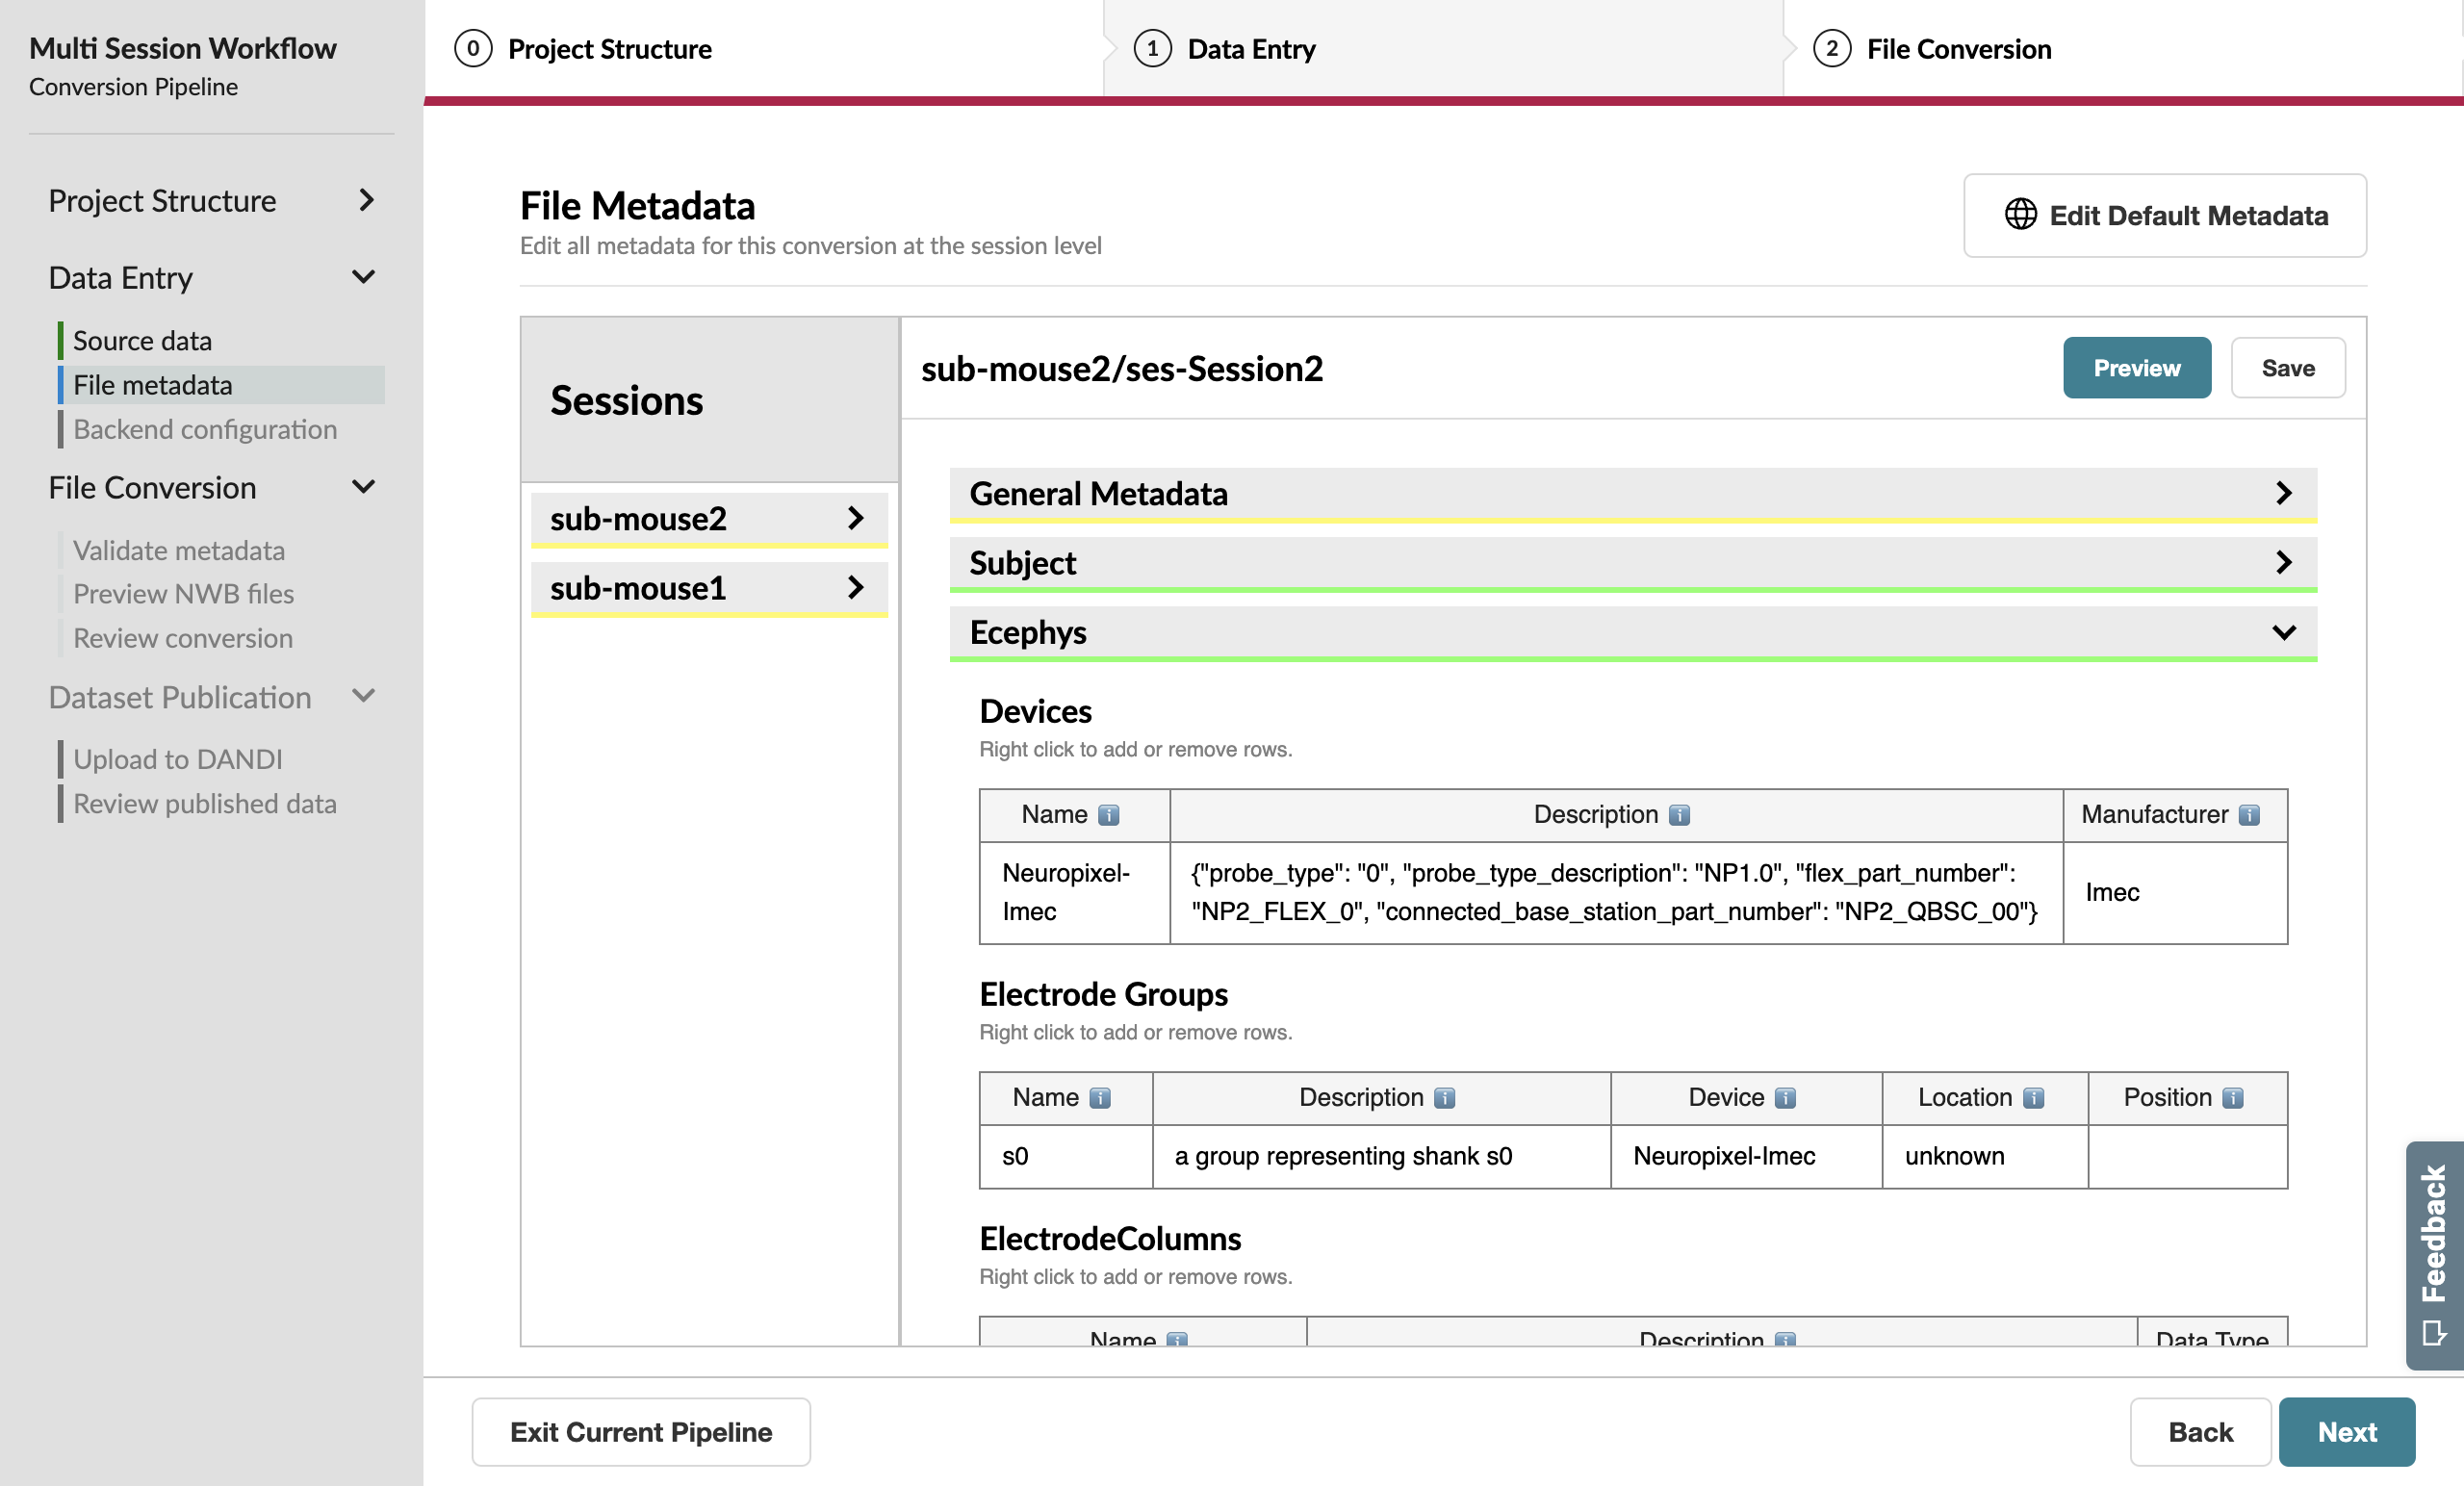 Multi Session Workflow
Conversion Pipeline
Project Structure
Data Entry
Source data
File metadata
Backend configuration
File Conversion
Validate metadata
Preview NWB files
Review conversion
Dataset Publication
Upload to DANDI
Review published data
0 Project Structure
1 Data Entry
2 File Conversion
File Metadata
Edit all metadata for this conversion at the session level
Edit Default Metadata
Sessions
sub-mouse2
sub-mouse1
sub-mouse2/ses-Session2
Preview
Save
General Metadata
Subject
Ecephys
Devices
Right click to add or remove rows.
Name i Description i Manufacturer i
Neuropixel-
Imec
{"probe_type": "0", "probe_type_description": "NP1.0", "flex_part_number":
"NP2_FLEX_0", "connected_base_station_part_number": "NP2_QBSC_00"}
Imec
Electrode Groups
Right click to add or remove rows.
Name i Description i Device i Location i Position i
s0 a group representing shank s0 Neuropixel-Imec unknown
ElectrodeColumns
Right click to add or remove rows.
Name i Description i Data Type
Feedback
Exit Current Pipeline
Back
Next